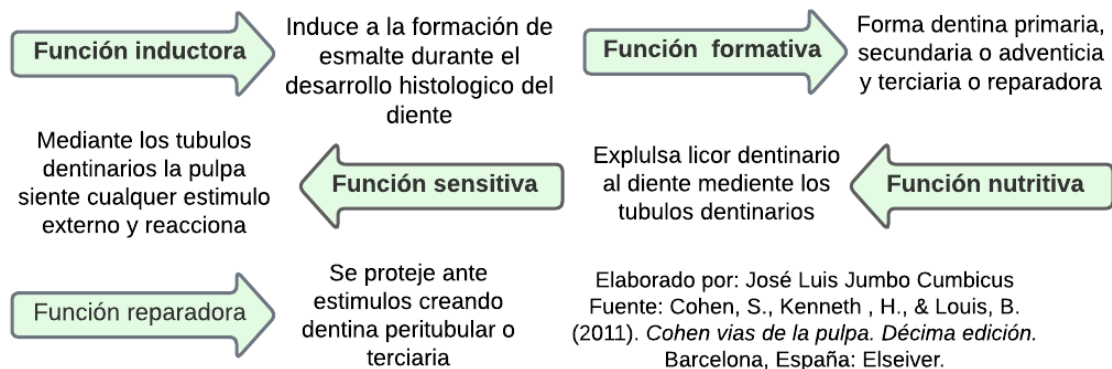 Función inductora
Induce a la formación de
esmalte durante el
desarrollo histologico del
diente
Función  formativa
Forma dentina primaria,
secundaria o adventicia
y terciaria o reparadora
Mediante los tubulos
dentinarios la pulpa
siente cualquer estimulo
externo y reacciona
Función sensitiva
Explulsa licor dentinario
al diente mediente los
tubulos dentinarios
Función nutritiva
Función reparadora
Se proteje ante
estimulos creando
dentina peritubular o
terciaria
Elaborado por: José Luis Jumbo Cumbicus
Fuente: Cohen, S., Kenneth , H., & Louis, B.
(2011). Cohen vias de la pulpa. Décima edición.
Barcelona, España: Elseiver.